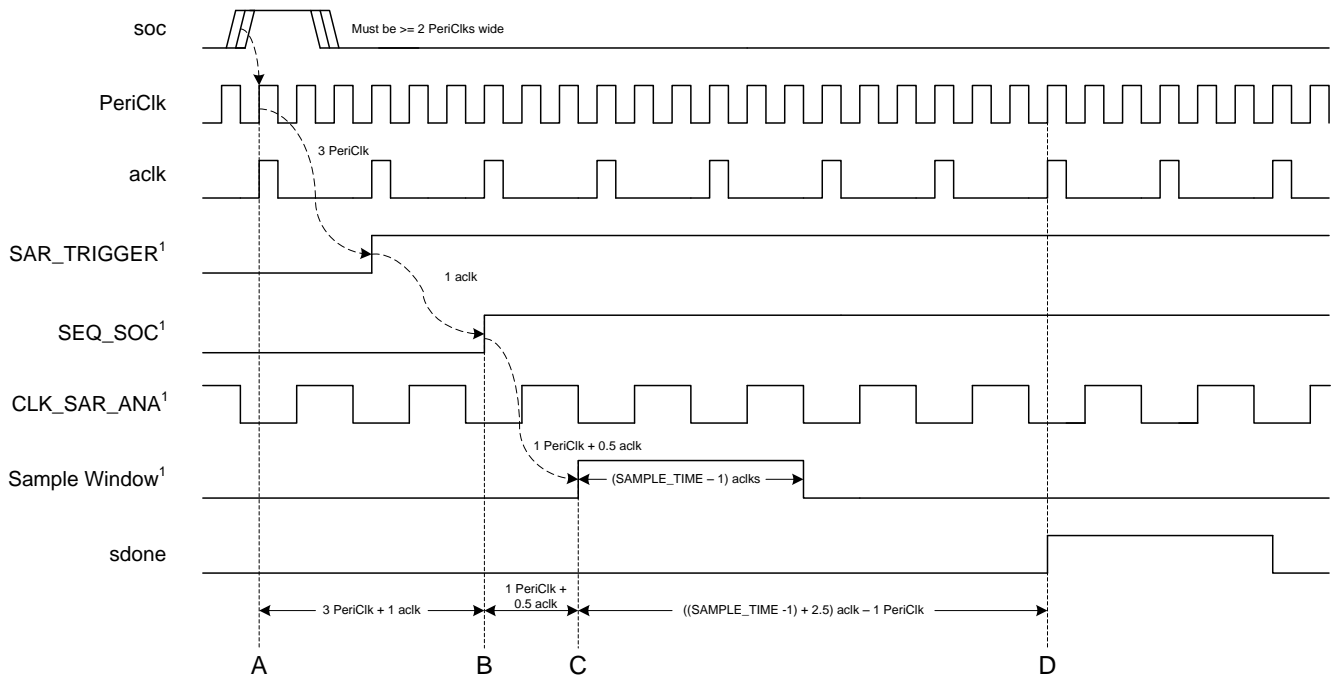 soc
Must be >= 2 PeriClks wide
PeriClk
3 PeriClk
aclk
SAR_TRIGGER¹
1 aclk
SEQ_SOC¹
CLK_SAR_ANA¹
1 PeriClk + 0.5 aclk
Sample Window¹
(SAMPLE_TIME – 1) aclks
sdone
3 PeriClk + 1 aclk
1 PeriClk +
0.5 aclk
((SAMPLE_TIME -1) + 2.5) aclk – 1 PeriClk
A
B
C
D